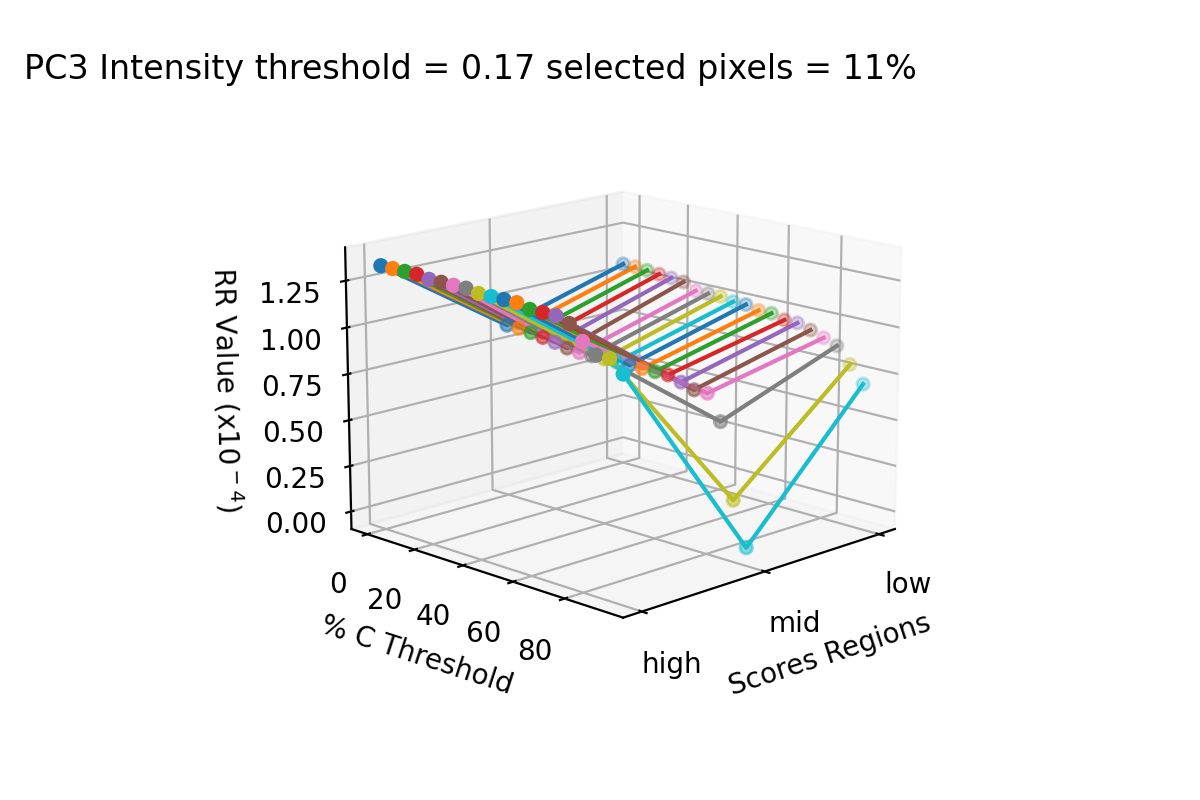 PC3 Intensity threshold = 0.17 selected pixels = 11%
RR Value (x10⁻⁴)
1.25
1.00
0.75
0.50
0.25
0.00
0
20
40
60
80
% C Threshold
high
mid
low
Scores Regions